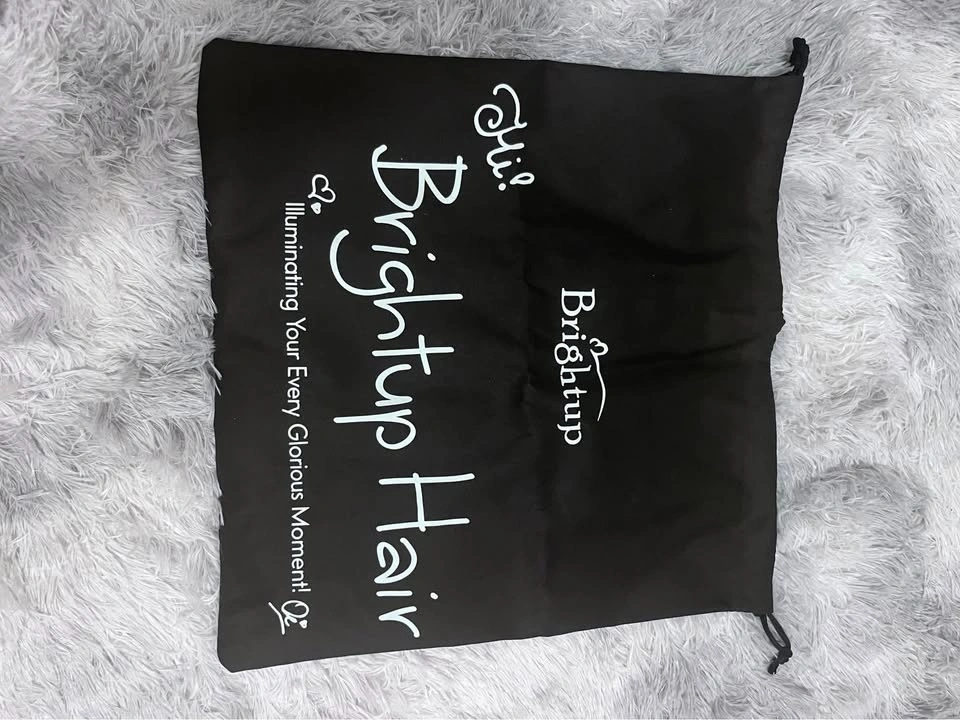 Brightup
Hi!
Brightup Hair
Illuminating Your Every Glorious Moment!